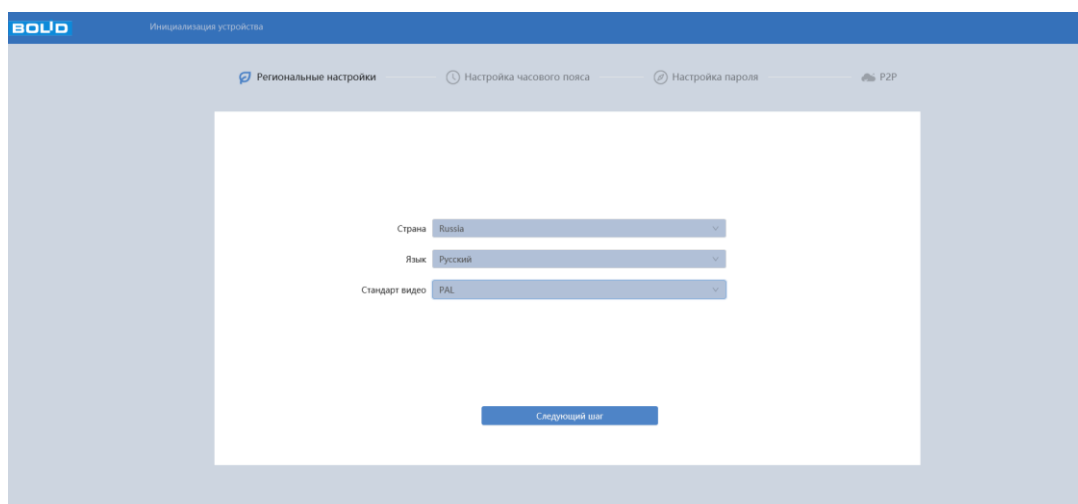 BOLID Инициализация устройства
Региональные настройки Настройка часового пояса Настройка пароля P2P
Страна Russia
Язык Русский
Стандарт видео PAL
Следующий шаг